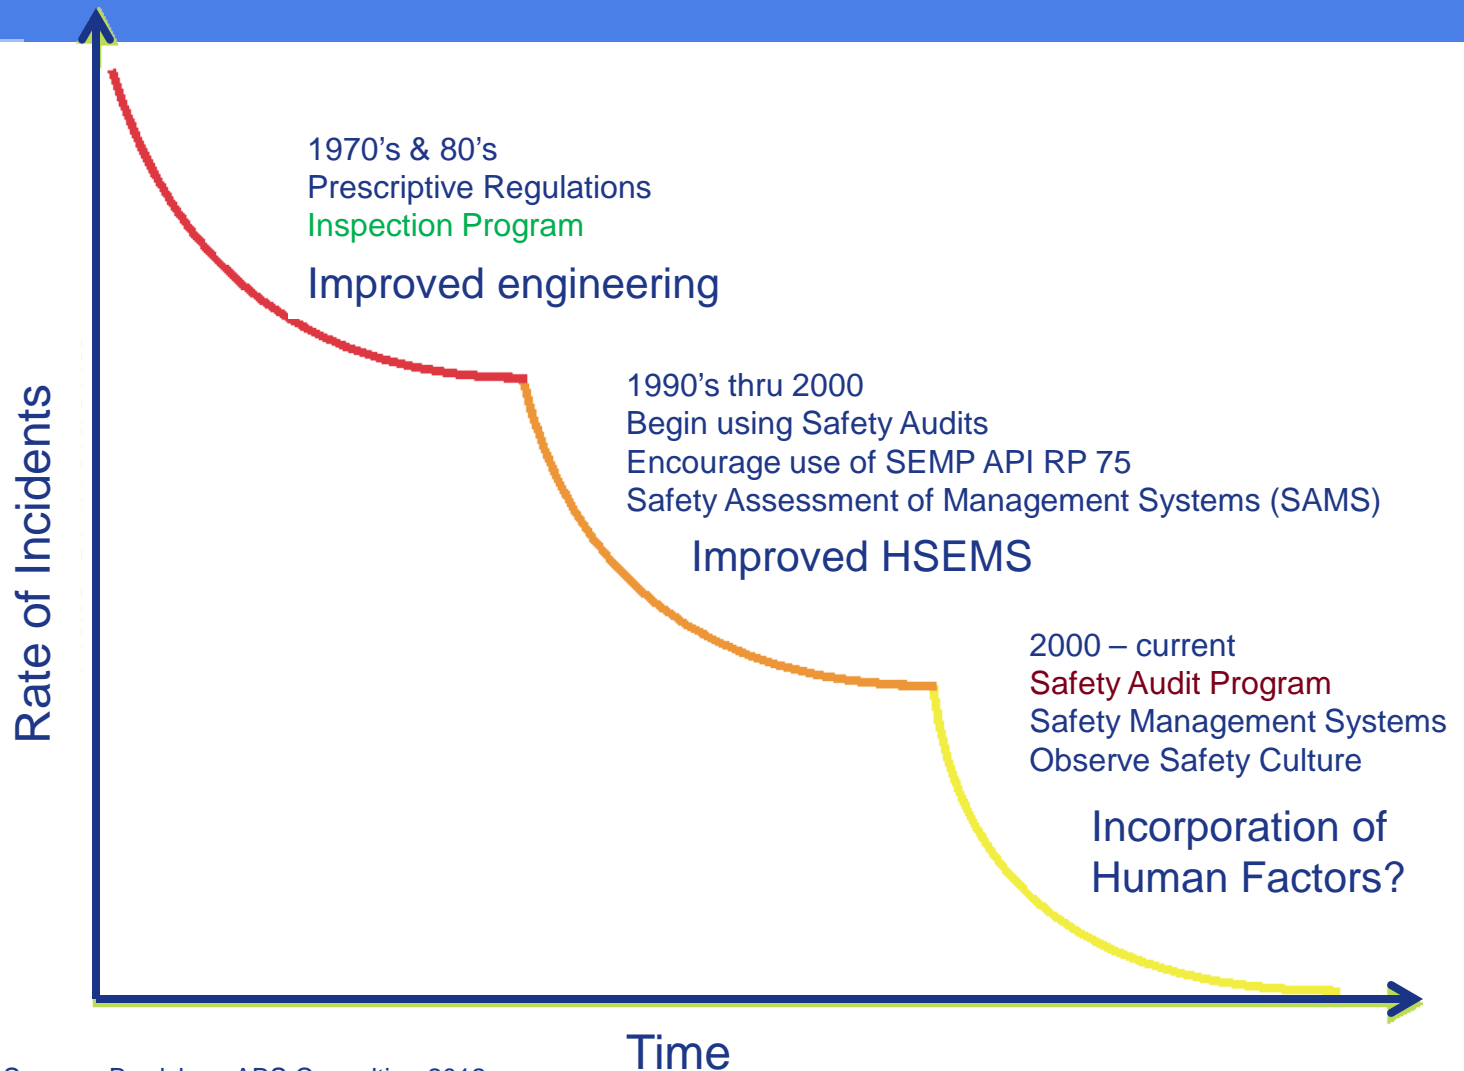 1970’s & 80’s
Prescriptive Regulations
Inspection Program
Improved engineering
1990’s thru 2000
Begin using Safety Audits
Encourage use of SEMP API RP 75
Safety Assessment of Management Systems (SAMS)
Improved HSEMS
2000 – current
Safety Audit Program
Safety Management Systems
Observe Safety Culture
Incorporation of
Human Factors?
Rate of Incidents
Time
ABS Consulting